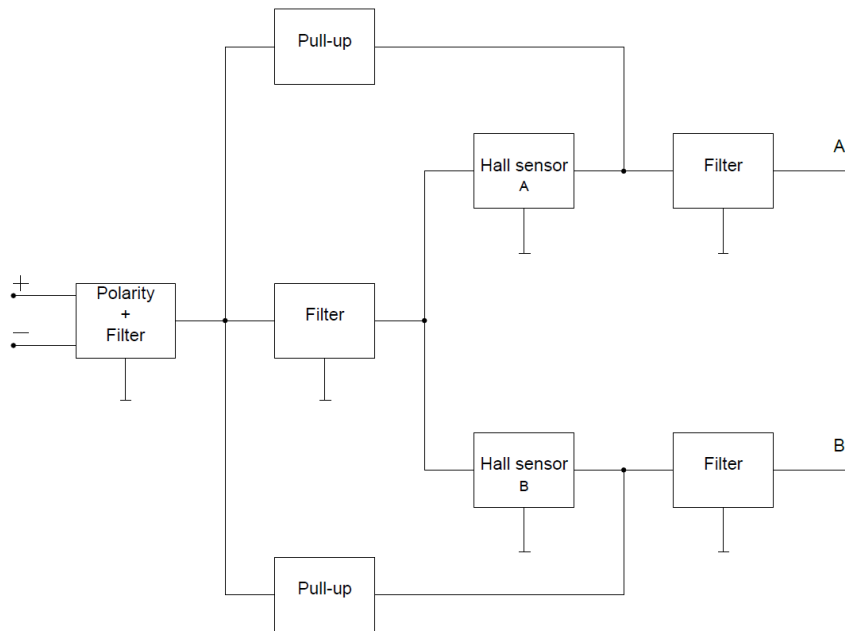 Pull-up
Hall sensor
A
Filter
A
+
Polarity
+
Filter
—
Filter
Hall sensor
B
Filter
B
Pull-up